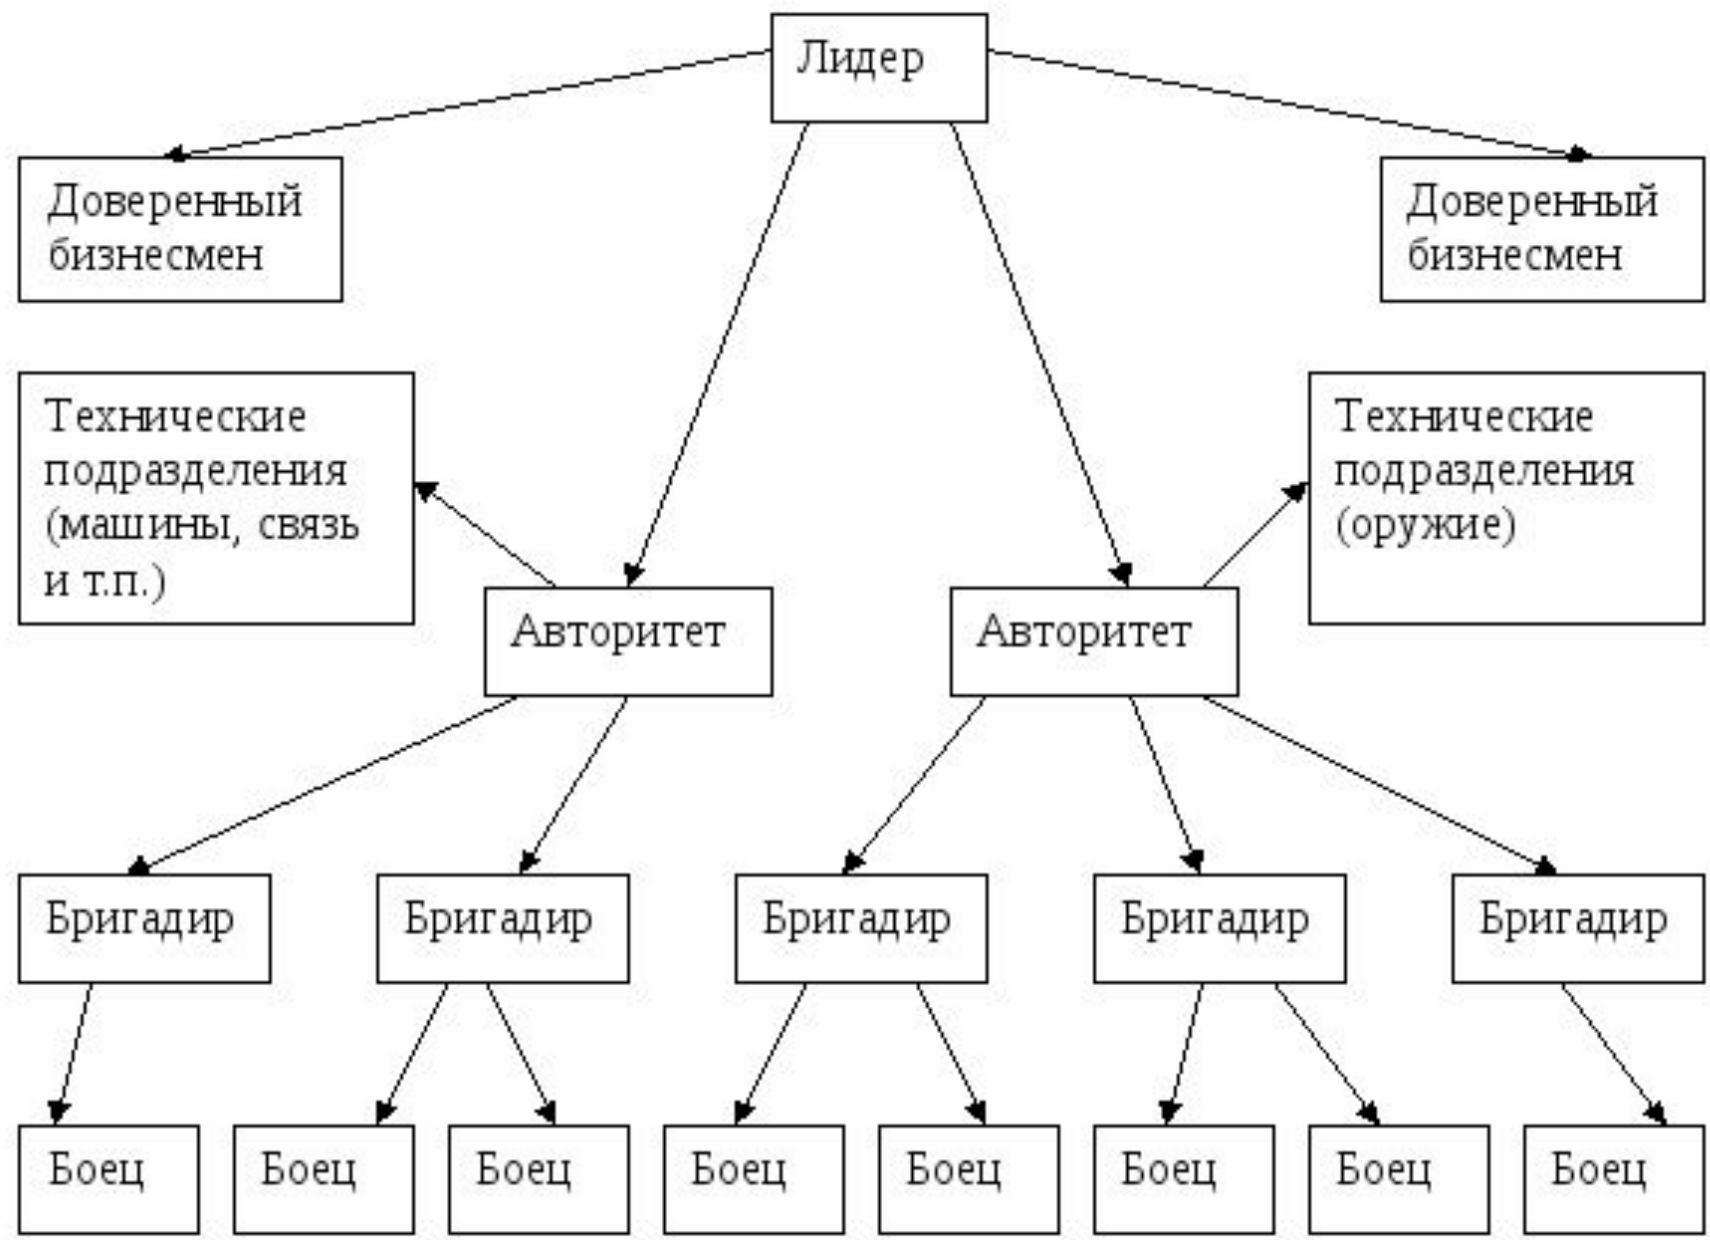 Лидер
Доверенный
бизнесмен
Доверенный
бизнесмен
Технические
подразделения
(машины, связь
и т.п.)
Технические
подразделения
(оружие)
Авторитет
Авторитет
Бригадир
Бригадир
Бригадир
Бригадир
Бригадир
Боец
Боец
Боец
Боец
Боец
Боец
Боец
Боец